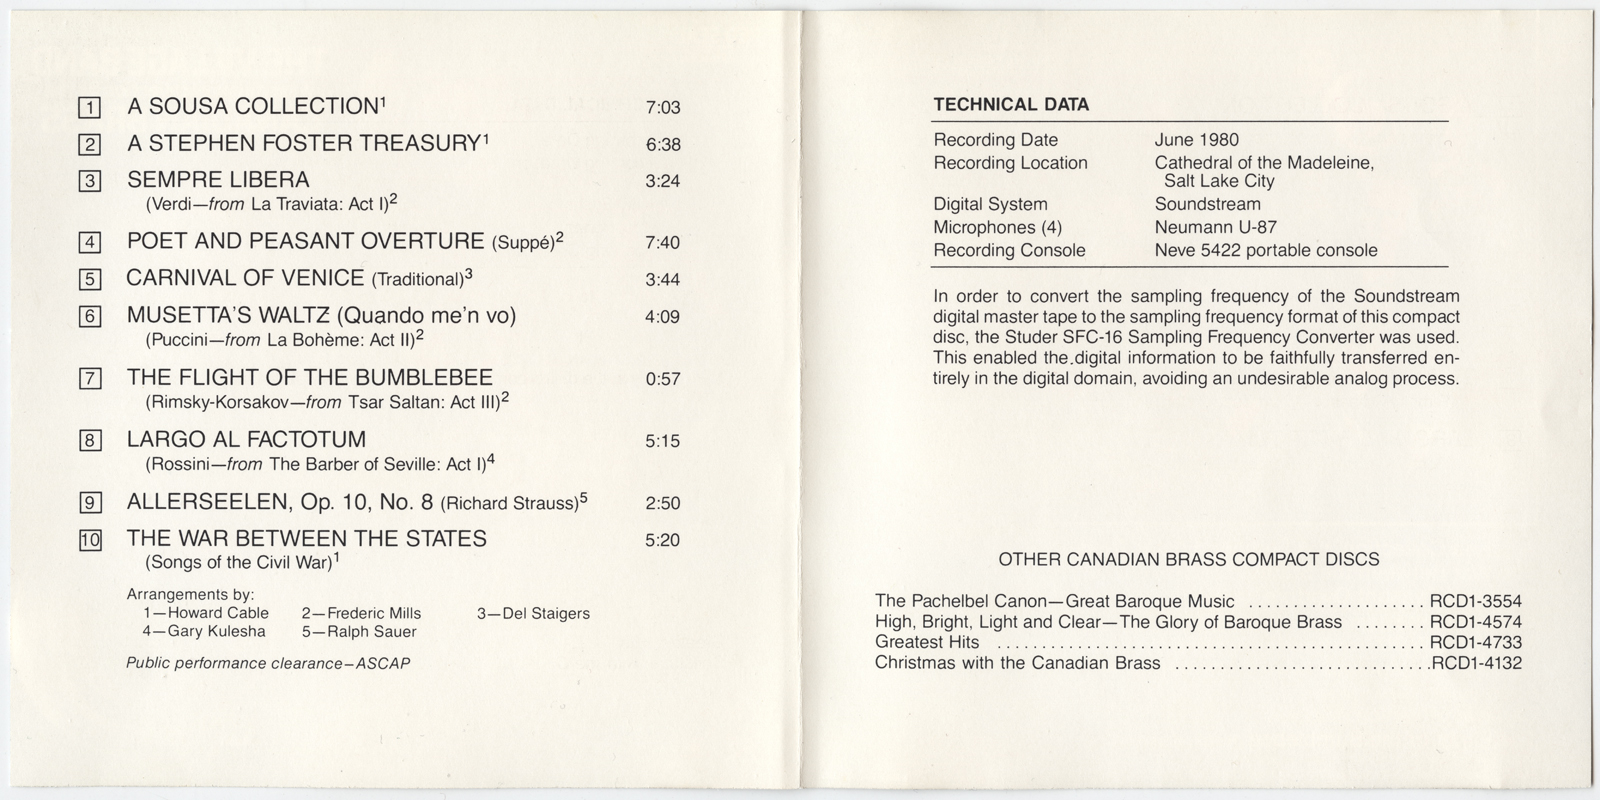 1 A SOUSA COLLECTION¹ 7:03
2 A STEPHEN FOSTER TREASURY¹ 6:38
3 SEMPRE LIBERA 3:24
(Verdi—from La Traviata: Act I)²
4 POET AND PEASANT OVERTURE (Suppé)² 7:40
5 CARNIVAL OF VENICE (Traditional)³ 3:44
6 MUSETTA'S WALTZ (Quando me'n vo) 4:09
(Puccini—from La Bohème: Act II)²
7 THE FLIGHT OF THE BUMBLEBEE 0:57
(Rimsky-Korsakov—from Tsar Saltan: Act III)²
8 LARGO AL FACTOTUM 5:15
(Rossini—from The Barber of Seville: Act I)⁴
9 ALLERSEELEN, Op. 10, No. 8 (Richard Strauss)⁵ 2:50
10 THE WAR BETWEEN THE STATES 5:20
(Songs of the Civil War)¹
Arrangements by:
1—Howard Cable 2—Frederic Mills 3—Del Staigers
4—Gary Kulesha 5—Ralph Sauer
Public performance clearance—ASCAP
TECHNICAL DATA
Recording Date June 1980
Recording Location Cathedral of the Madeleine,
Salt Lake City
Digital System Soundstream
Microphones (4) Neumann U-87
Recording Console Neve 5422 portable console
In order to convert the sampling frequency of the Soundstream
digital master tape to the sampling frequency format of this compact
disc, the Studer SFC-16 Sampling Frequency Converter was used.
This enabled the digital information to be faithfully transferred en-
tirely in the digital domain, avoiding an undesirable analog process.
OTHER CANADIAN BRASS COMPACT DISCS
The Pachelbel Canon—Great Baroque Music .................... RCD1-3554
High, Bright, Light and Clear—The Glory of Baroque Brass ........ RCD1-4574
Greatest Hits ................................................ RCD1-4733
Christmas with the Canadian Brass ............................ RCD1-4132